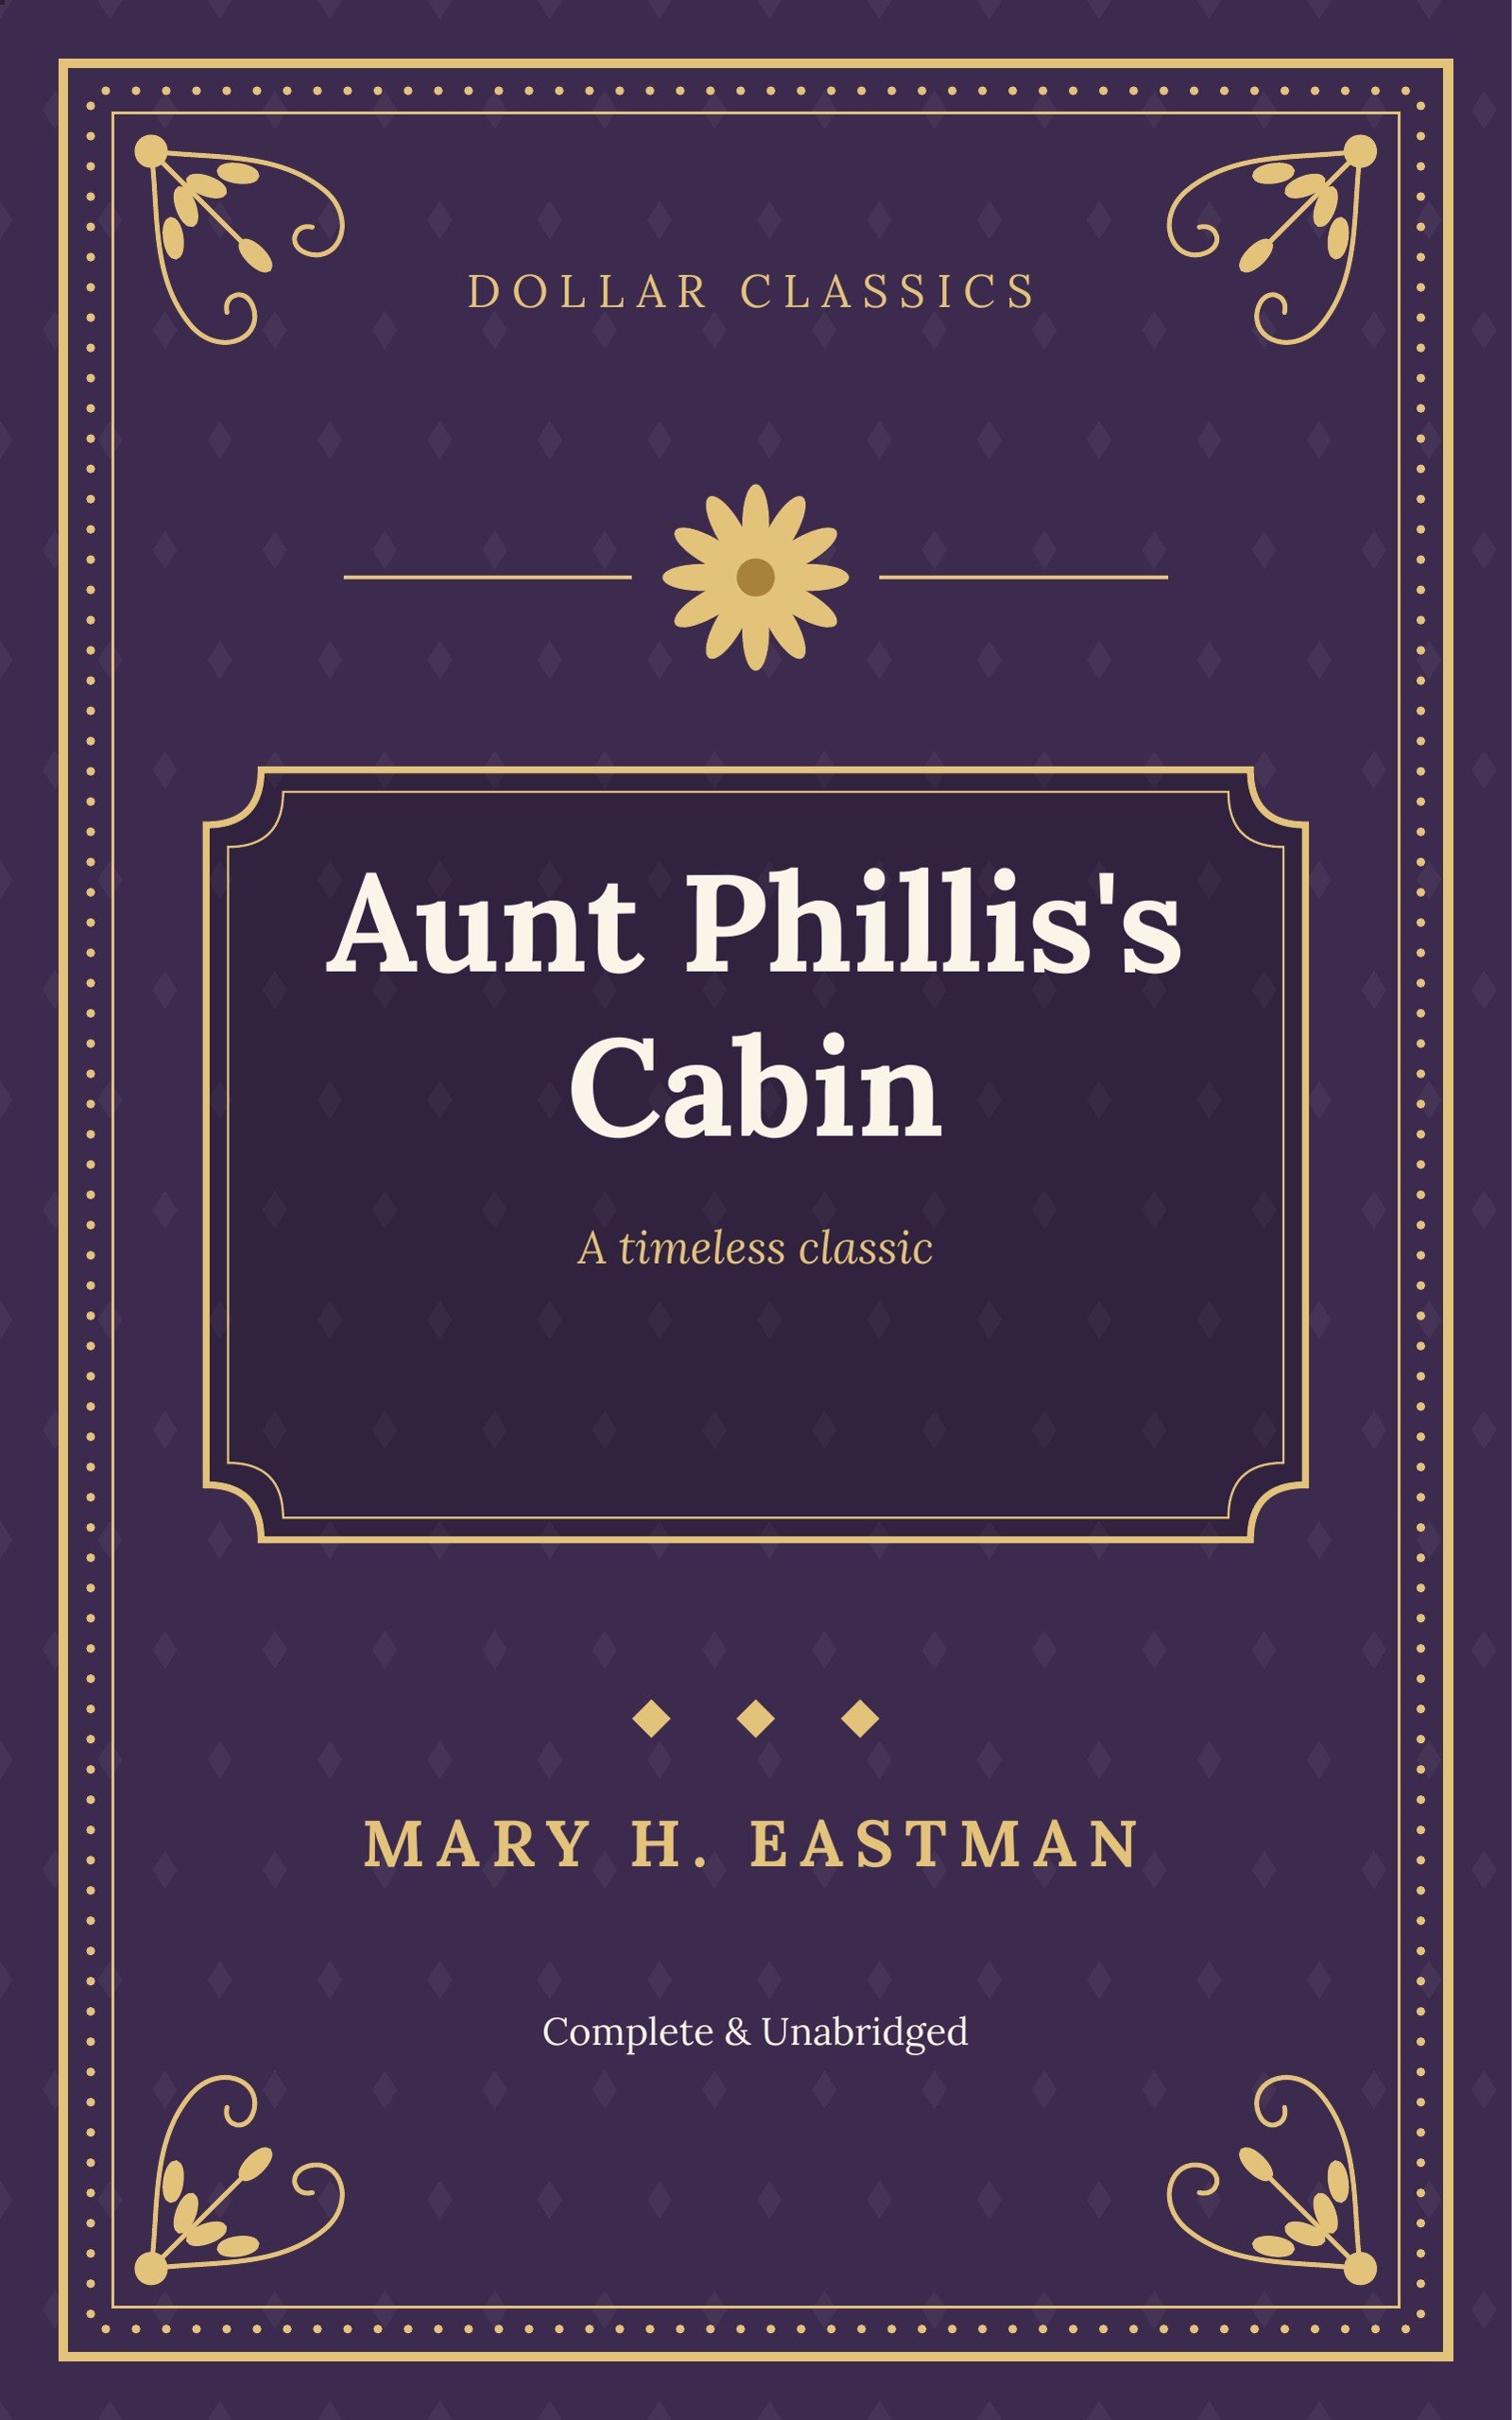 DOLLAR CLASSICS
Aunt Phillis's
Cabin
A timeless classic
MARY H. EASTMAN
Complete & Unabridged